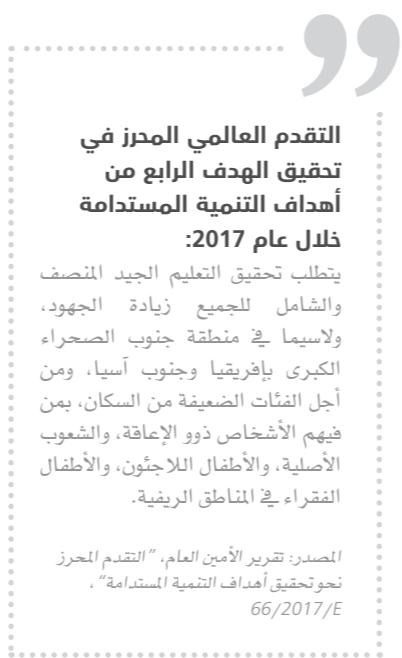 التقدم العالمي المحرز في
تحقيق الهدف الرابع من
أهداف التنمية المستدامة
خلال عام 2017:
يتطلب تحقيق التعليم الجيد المنصف
والشامل للجميع زيادة الجهود،
ولاسيما في منطقة جنوب الصحراء
الكبرى بإفريقيا وجنوب آسيا، ومن
أجل الفئات الضعيفة من السكان، بمن
فيهم الأشخاص ذوو الإعاقة، والشعوب
الأصلية، والأطفال اللاجئون، والأطفال
الفقراء في المناطق الريفية.
المصدر: تقرير الأمين العام، "التقدم المحرز
نحو تحقيق أهداف التنمية المستدامة"،
66/2017/E